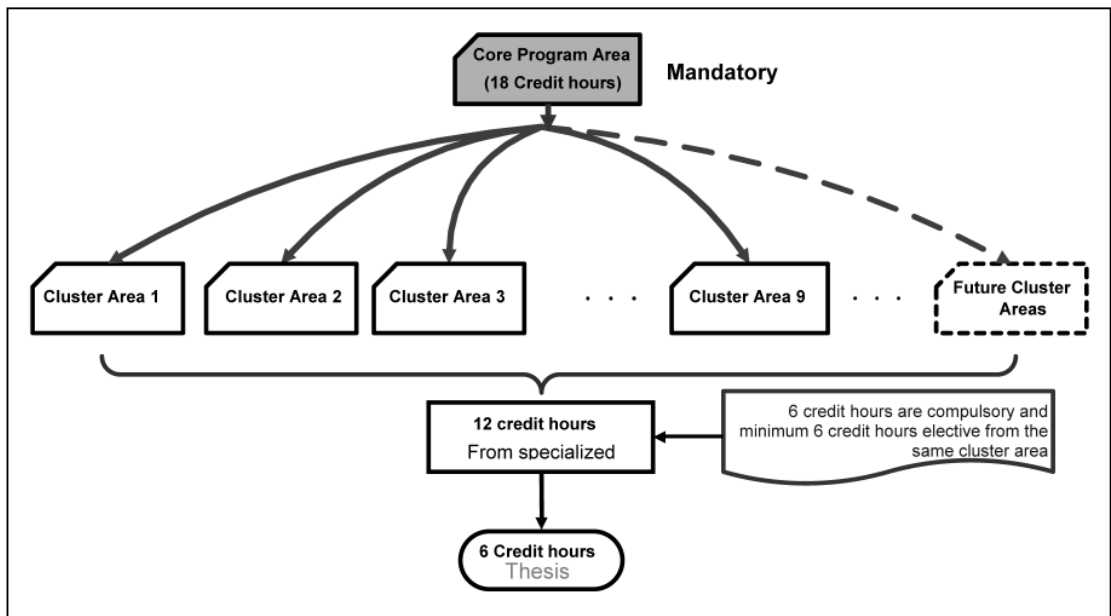 Core Program Area
(18 Credit hours)
Mandatory
Cluster Area 1
Cluster Area 2
Cluster Area 3
. . .
Cluster Area 9
. . .
Future Cluster
Areas
12 credit hours
From specialized
6 credit hours are compulsory and
minimum 6 credit hours elective from the
same cluster area
6 Credit hours
Thesis